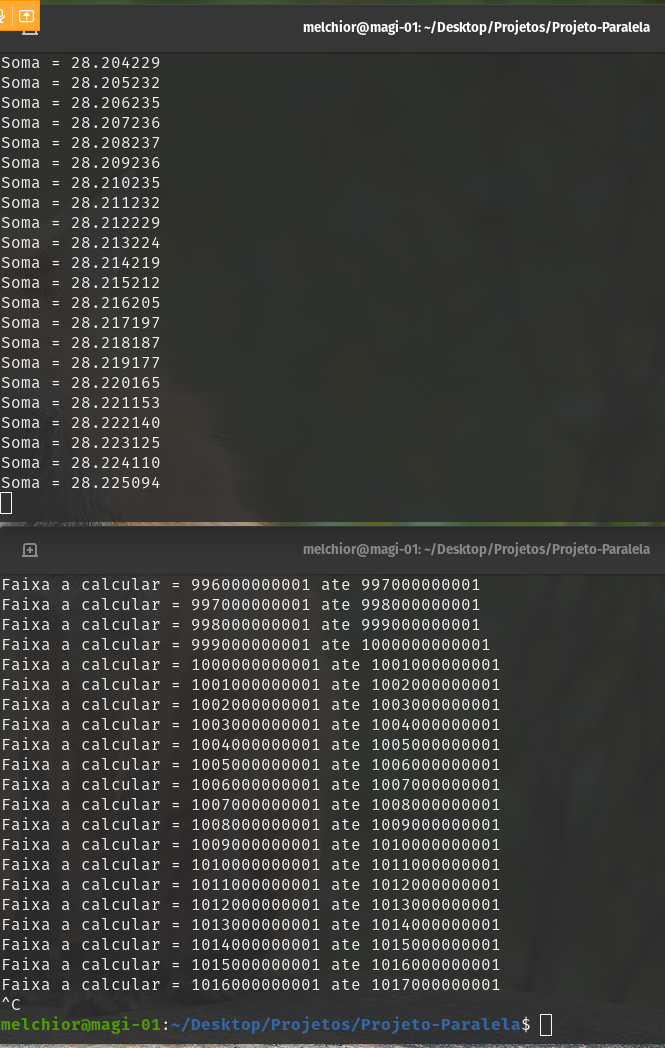 melchior@magi-01: ~/Desktop/Projetos/Projeto-Paralela
Soma = 28.204229
Soma = 28.205232
Soma = 28.206235
Soma = 28.207236
Soma = 28.208237
Soma = 28.209236
Soma = 28.210235
Soma = 28.211232
Soma = 28.212229
Soma = 28.213224
Soma = 28.214219
Soma = 28.215212
Soma = 28.216205
Soma = 28.217197
Soma = 28.218187
Soma = 28.219177
Soma = 28.220165
Soma = 28.221153
Soma = 28.222140
Soma = 28.223125
Soma = 28.224110
Soma = 28.225094
melchior@magi-01: ~/Desktop/Projetos/Projeto-Paralela
Faixa a calcular = 996000000001 ate 997000000001
Faixa a calcular = 997000000001 ate 998000000001
Faixa a calcular = 998000000001 ate 999000000001
Faixa a calcular = 999000000001 ate 1000000000001
Faixa a calcular = 1000000000001 ate 1001000000001
Faixa a calcular = 1001000000001 ate 1002000000001
Faixa a calcular = 1002000000001 ate 1003000000001
Faixa a calcular = 1003000000001 ate 1004000000001
Faixa a calcular = 1004000000001 ate 1005000000001
Faixa a calcular = 1005000000001 ate 1006000000001
Faixa a calcular = 1006000000001 ate 1007000000001
Faixa a calcular = 1007000000001 ate 1008000000001
Faixa a calcular = 1008000000001 ate 1009000000001
Faixa a calcular = 1009000000001 ate 1010000000001
Faixa a calcular = 1010000000001 ate 1011000000001
Faixa a calcular = 1011000000001 ate 1012000000001
Faixa a calcular = 1012000000001 ate 1013000000001
Faixa a calcular = 1013000000001 ate 1014000000001
Faixa a calcular = 1014000000001 ate 1015000000001
Faixa a calcular = 1015000000001 ate 1016000000001
Faixa a calcular = 1016000000001 ate 1017000000001
^C
melchior@magi-01:~/Desktop/Projetos/Projeto-Paralela$